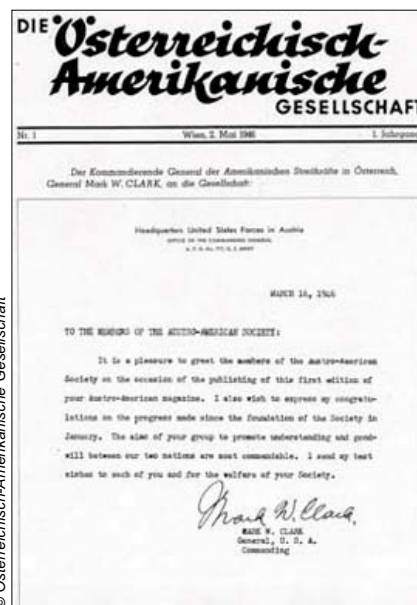 DIE Österreichisch-
Amerikanische
GESELLSCHAFT
Nr. 1 Wien, 2. Mai 1946 1. Jahrgang
Der Kommandierende General der Amerikanischen Streitkräfte in Österreich,
General Mark W. CLARK, an die Gesellschaft:
Headquarters United States Forces in Austria
OFFICE OF THE COMMANDING GENERAL
A. P. O. 777, U. S. ARMY
MARCH 16, 1946
TO THE MEMBERS OF THE AUSTRO-AMERICAN SOCIETY:
It is a pleasure to greet the members of the Austro-American
Society on the occasion of the publishing of this first edition of
your Austro-American magazine. I also wish to express my congratu-
lations on the progress made since the foundation of the Society in
January. The aims of your group to promote understanding and good-
will between our two nations are most commendable. I send my best
wishes to each of you and for the welfare of your Society.
Mark W. Clark.
MARK W. CLARK
General, U. S. A.
Commanding
© Österreichisch-Amerikanische Gesellschaft